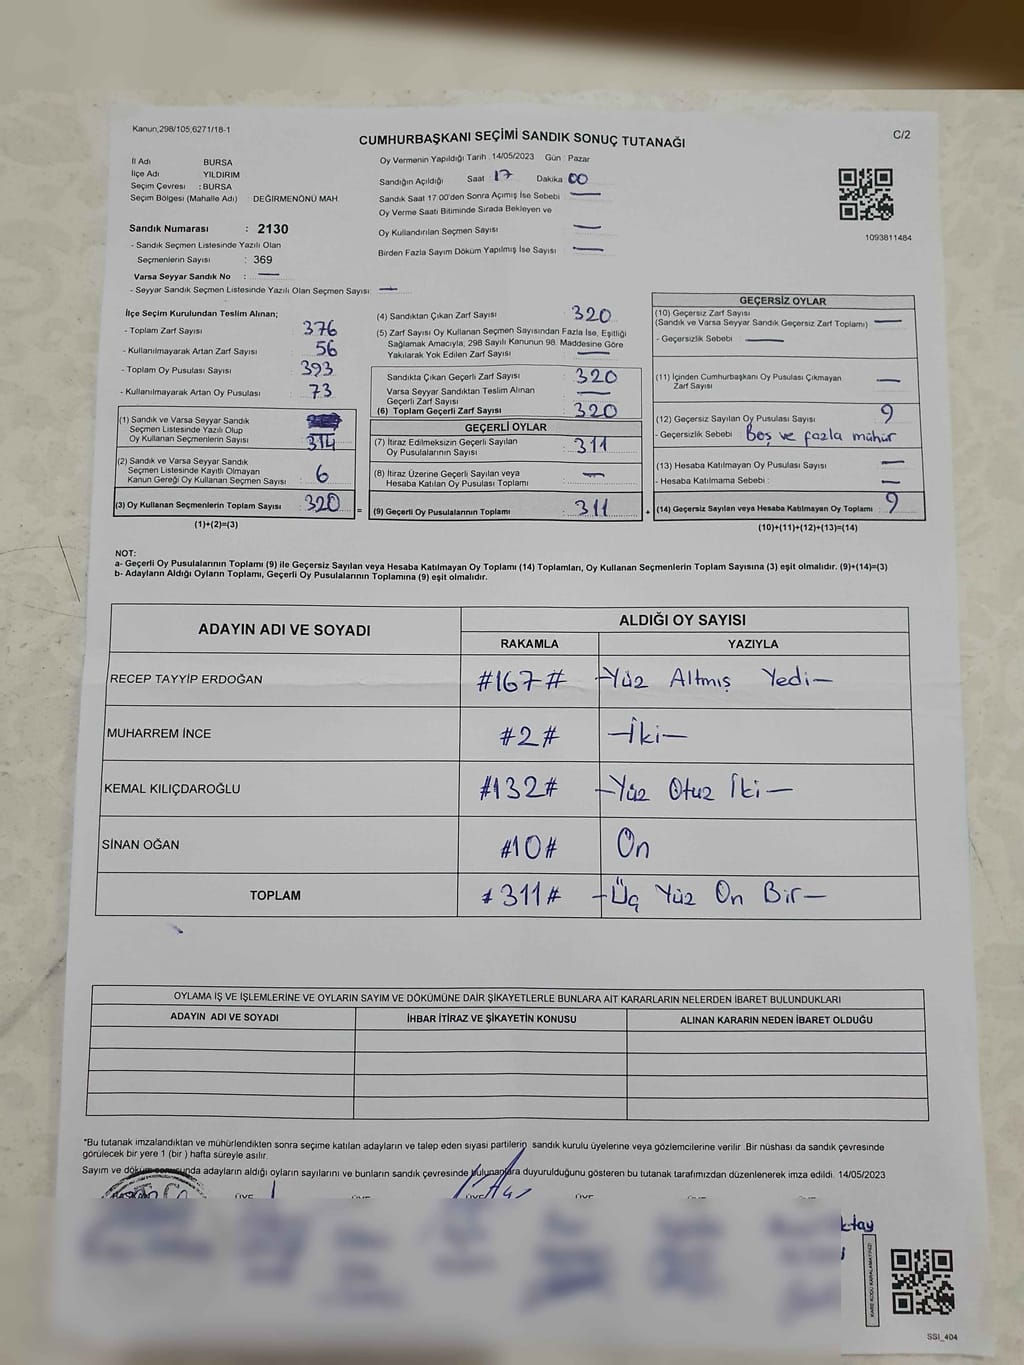 Kanun,298/105;6271/18-1
CUMHURBAŞKANI SEÇİMİ SANDIK SONUÇ TUTANAĞI
C/2
İl Adı BURSA
İlçe Adı YILDIRIM
Seçim Çevresi : BURSA
Seçim Bölgesi (Mahalle Adı) : DEĞİRMENÖNÜ MAH
Sandık Numarası : 2130
- Sandık Seçmen Listesinde Yazılı Olan
Seçmenlerin Sayısı : 369
Varsa Seyyar Sandık No : —
- Seyyar Sandık Seçmen Listesinde Yazılı Olan Seçmen Sayısı: —
Oy Vermenin Yapıldığı Tarih : 14/05/2023 Gün : Pazar
Sandığın Açıldığı Saat 17 Dakika 00
Sandık Saat 17.00'den Sonra Açımış İse Sebebi —
Oy Verme Saati Bitiminde Sırada Bekleyen ve
Oy Kullandırılan Seçmen Sayısı —
Birden Fazla Sayım Döküm Yapılmış İse Sayısı —
1093811484
İlçe Seçim Kurulundan Teslim Alınan;
- Toplam Zarf Sayısı 376
- Kullanılmayarak Artan Zarf Sayısı 56
- Toplam Oy Pusulası Sayısı 393
- Kullanılmayarak Artan Oy Pusulası 73
(1) Sandık ve Varsa Seyyar Sandık
Seçmen Listesinde Yazılı Olup
Oy Kullanan Seçmenlerin Sayısı 314
(2) Sandık ve Varsa Seyyar Sandık
Seçmen Listesinde Kayıtlı Olmayan
Kanun Gereği Oy Kullanan Seçmen Sayısı 6
(3) Oy Kullanan Seçmenlerin Toplam Sayısı 320
(1)+(2)=(3)
(4) Sandıktan Çıkan Zarf Sayısı : 320
(5) Zarf Sayısı Oy Kullanan Seçmen Sayısından Fazla İse, Eşitliği
Sağlamak Amacıyla; 298 Sayılı Kanunun 98. Maddesine Göre
Yakılarak Yok Edilen Zarf Sayısı —
Sandıkta Çıkan Geçerli Zarf Sayısı : 320
Varsa Seyyar Sandıktan Teslim Alınan
Geçerli Zarf Sayısı —
(6) Toplam Geçerli Zarf Sayısı : 320
GEÇERLİ OYLAR
(7) İtiraz Edilmeksizin Geçerli Sayılan
Oy Pusulasının Sayısı : 311
(8) İtiraz Üzerine Geçerli Sayılan veya
Hesaba Katılan Oy Pusulası Toplamı : —
= (9) Geçerli Oy Pusulalarının Toplamı : 311
GEÇERSİZ OYLAR
(10) Geçersiz Zarf Sayısı
(Sandık ve Varsa Seyyar Sandık Geçersiz Zarf Toplamı) —
- Geçersizlik Sebebi : —
(11) İçinden Cumhurbaşkanı Oy Pusulası Çıkmayan
Zarf Sayısı —
(12) Geçersiz Sayılan Oy Pusulası Sayısı 9
- Geçersizlik Sebebi : Boş ve fazla mühür
(13) Hesaba Katılmayan Oy Pusulası Sayısı —
- Hesaba Katılmama Sebebi : —
+ (14) Geçersiz Sayılan veya Hesaba Katılmayan Oy Toplamı : 9
(10)+(11)+(12)+(13)=(14)
NOT:
a- Geçerli Oy Pusulalarının Toplamı (9) ile Geçersiz Sayılan veya Hesaba Katılmayan Oy Toplamı (14) Toplamları, Oy Kullanan Seçmenlerin Toplam Sayısına (3) eşit olmalıdır. (9)+(14)=(3)
b- Adayların Aldığı Oyların Toplamı, Geçerli Oy Pusulalarının Toplamına (9) eşit olmalıdır.
ADAYIN ADI VE SOYADI ALDIĞI OY SAYISI
RAKAMLA YAZIYLA
RECEP TAYYİP ERDOĞAN #167# —Yüz Altmış Yedi—
MUHARREM İNCE #2# —İki—
KEMAL KILIÇDAROĞLU #132# —Yüz Otuz İki—
SİNAN OĞAN #10# On
TOPLAM #311# —Üç Yüz On Bir—
OYLAMA İŞ VE İŞLEMLERİNE VE OYLARIN SAYIM VE DÖKÜMÜNE DAİR ŞİKAYETLERLE BUNLARA AİT KARARLARIN NELERDEN İBARET BULUNDUKLARI
ADAYIN ADI VE SOYADI İHBAR İTİRAZ VE ŞİKAYETİN KONUSU ALINAN KARARIN NEDEN İBARET OLDUĞU
*Bu tutanak imzalandıktan ve mühürlendikten sonra seçime katılan adayların ve talep eden siyasi partilerin sandık kurulu üyelerine veya gözlemcilerine verilir. Bir nüshası da sandık çevresinde
görülecek bir yere 1 (bir) hafta süreyle asılır.
Sayım ve döküm sonucunda adayların aldığı oyların sayılarını ve bunların sandık çevresinde bulunanlara duyurulduğunu gösteren bu tutanak tarafımızdan düzenlenerek imza edildi. 14/05/2023
BAŞKAN ÜYE ÜYE ÜYE ÜYE
ktay
KARE KODU KARALAMAYINIZ!
SSI_404